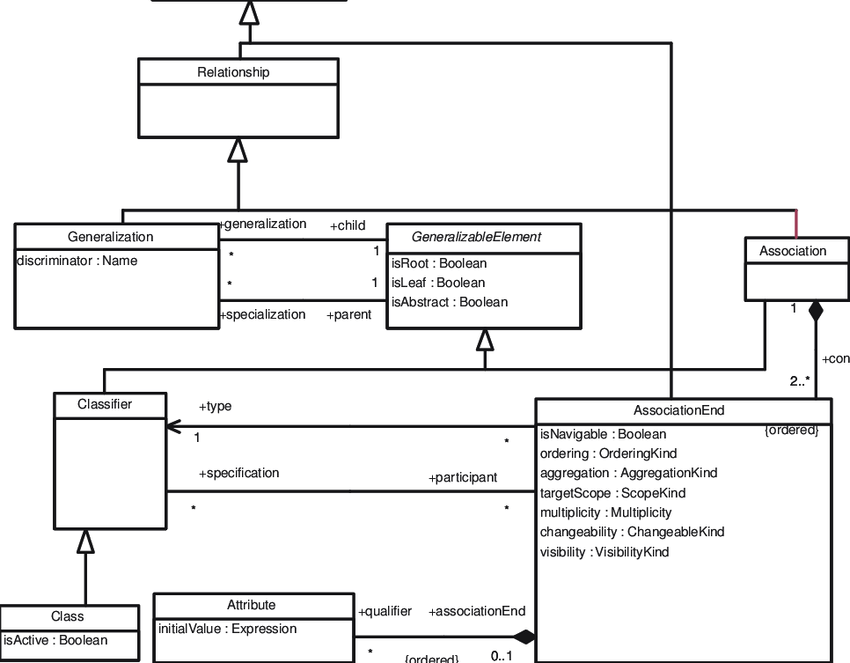 Relationship
+generalization +child
Generalization
GeneralizableElement
Association
discriminator : Name
* 1
isRoot : Boolean
* 1
isLeaf : Boolean
isAbstract : Boolean
+specialization +parent
1
+con
2..*
Classifier
+type
AssociationEnd
{ordered}
1 *
isNavigable : Boolean
ordering : OrderingKind
+specification +participant
aggregation : AggregationKind
targetScope : ScopeKind
* *
multiplicity : Multiplicity
changeability : ChangeableKind
visibility : VisibilityKind
Class
isActive : Boolean
Attribute
initialValue : Expression
+qualifier +associationEnd
* {ordered} 0..1